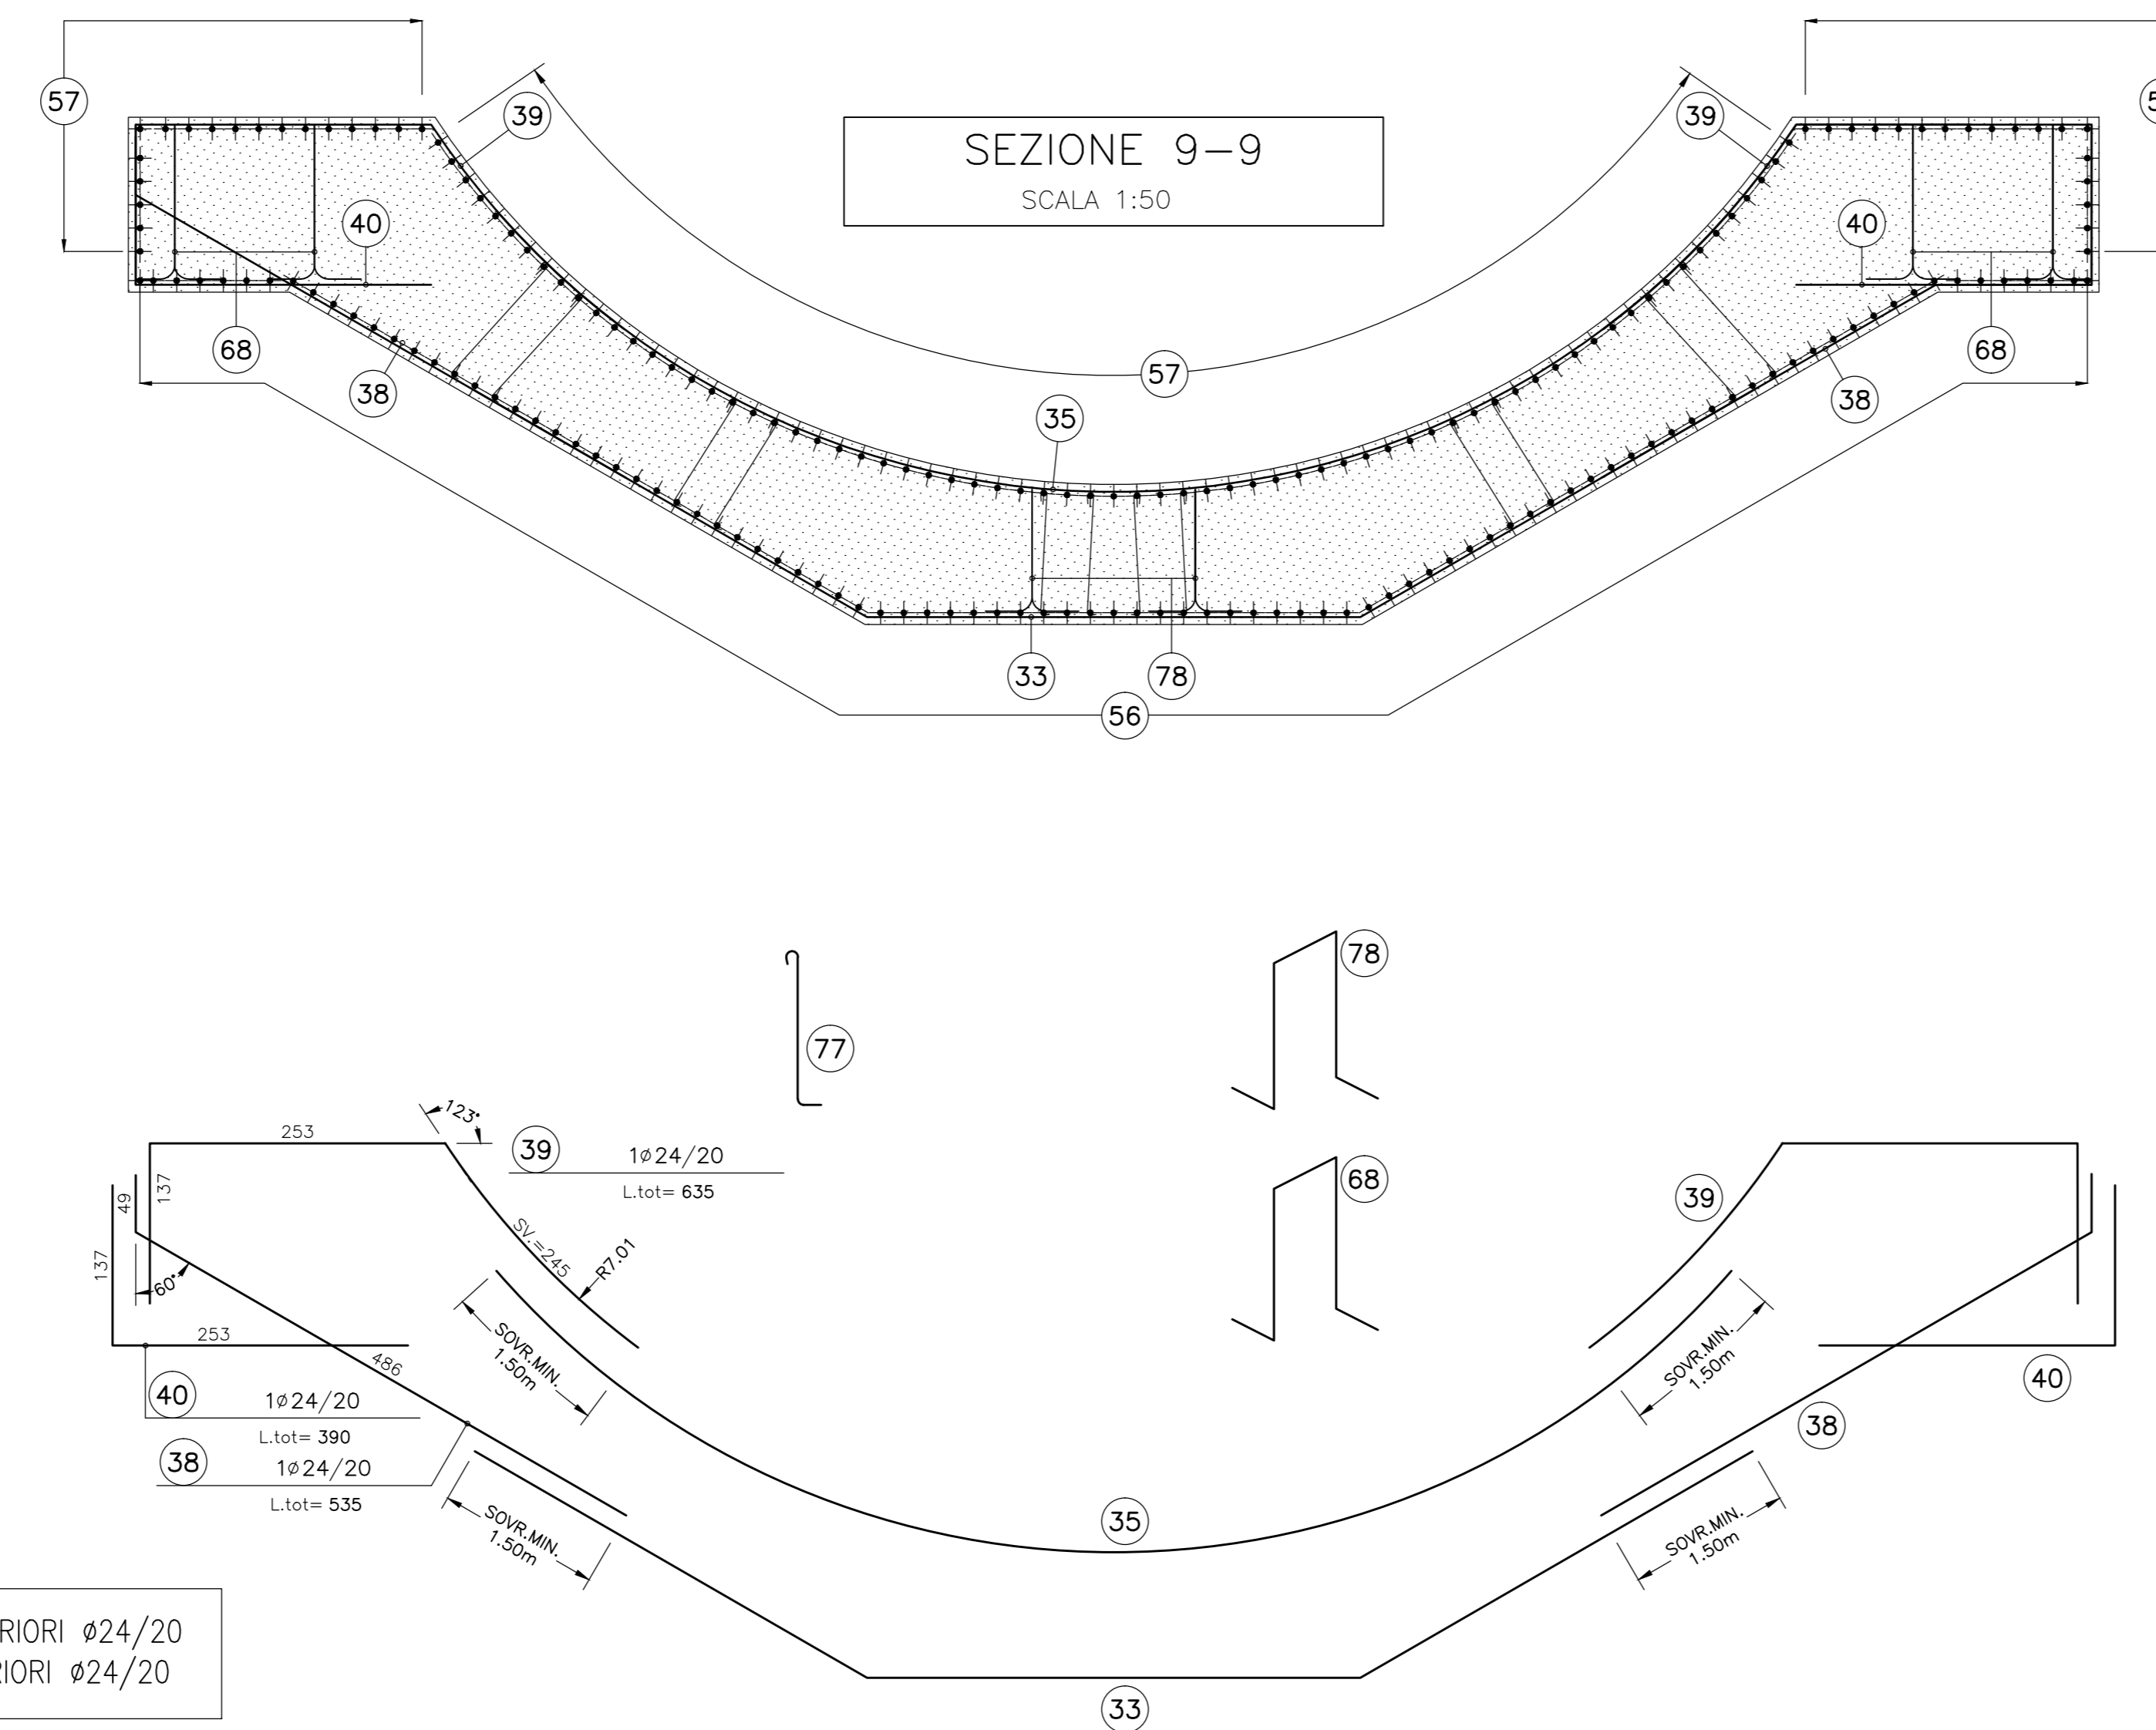 57
39
SEZIONE 9-9
SCALA 1:50
39
40
40
68
38
57
35
68
38
33
78
56
78
77
253
123°
39
1ø24/20
L.tot= 635
68
137
49
137
60°
SV.=245
R7.01
39
253
486
SOVR.MIN.
1.50m
SOVR.MIN.
1.50m
40
1ø24/20
L.tot= 390
38
1ø24/20
L.tot= 535
40
38
SOVR.MIN.
1.50m
SOVR.MIN.
1.50m
35
RIORI ø24/20
RIORI ø24/20
33